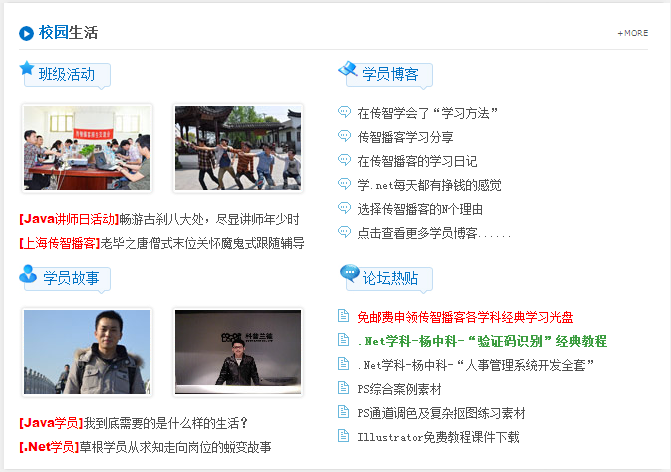 校园生活
+MORE
班级活动
[Java讲师日活动]畅游古刹八大处，尽显讲师年少时
[上海传智播客]老毕之唐僧式末位关怀魔鬼式跟随辅导
学员博客
在传智学会了“学习方法”
传智播客学习分享
在传智播客的学习日记
学.net每天都有挣钱的感觉
选择传智播客的N个理由
点击查看更多学员博客......
学员故事
[Java学员]我到底需要的是什么样的生活？
[.Net学员]草根学员从求知走向岗位的蜕变故事
论坛热贴
免邮费申领传智播客各学科经典学习光盘
.Net学科-杨中科-“验证码识别”经典教程
.Net学科-杨中科-“人事管理系统开发全套”
PS综合案例素材
PS通道调色及复杂抠图练习素材
Illustrator免费教程课件下载